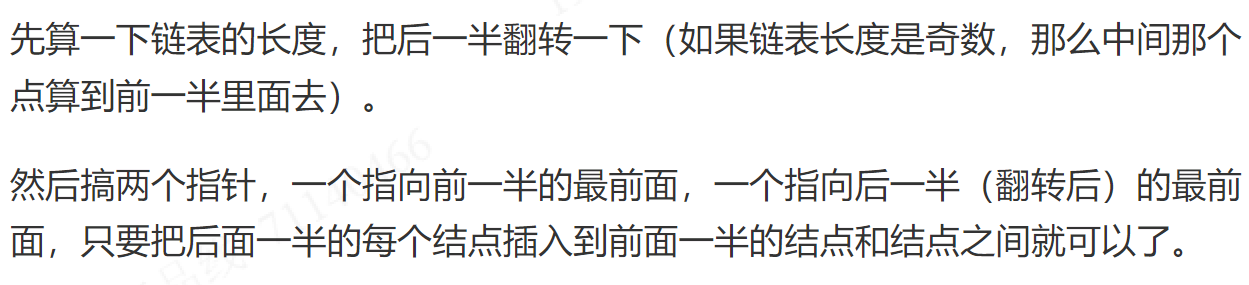 先算一下链表的长度，把后一半翻转一下（如果链表长度是奇数，那么中间那个
点算到前一半里面去）。
然后搞两个指针，一个指向前一半的最前面，一个指向后一半（翻转后）的最前
面，只要把后面一半的每个结点插入到前面一半的结点和结点之间就可以了。